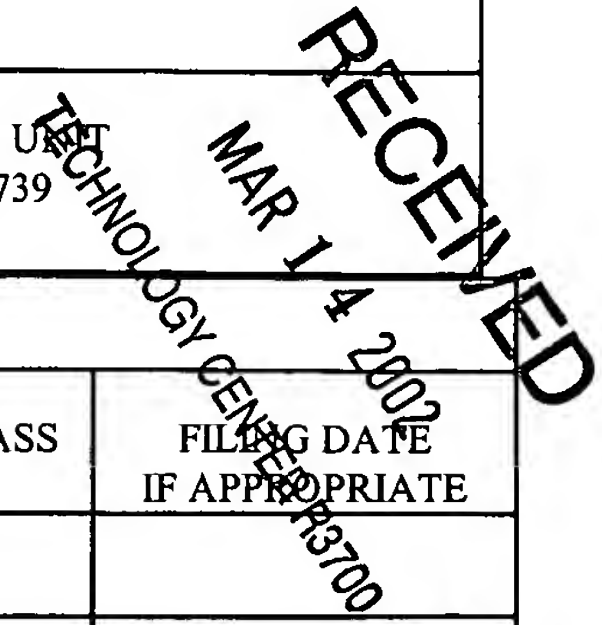 UNIT
739
RECEIVED
MAR 14 2002
TECHNOLOGY CENTER R3700
ASS
FILING DATE
IF APPROPRIATE